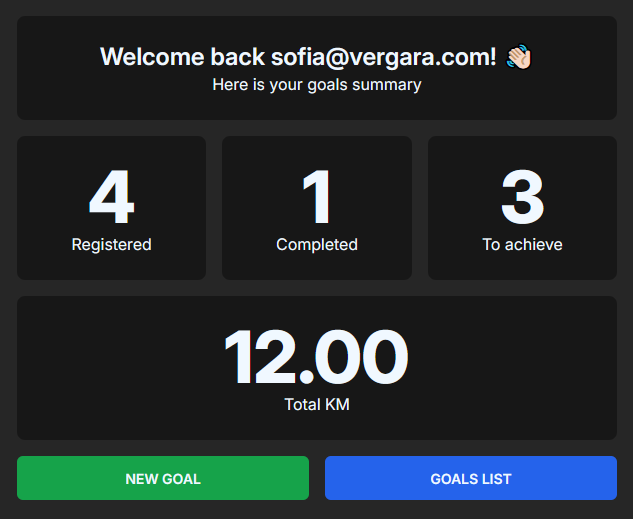 Welcome back sofia@vergara.com! 👋🏻
Here is your goals summary
4
Registered
1
Completed
3
To achieve
12.00
Total KM
NEW GOAL
GOALS LIST